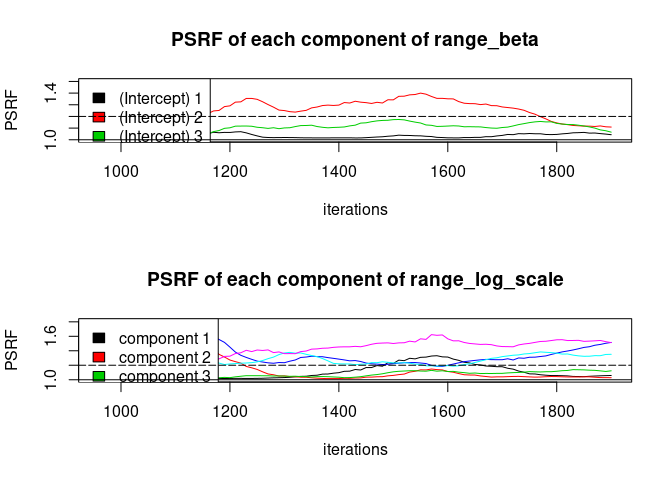 PSRF of each component of range_beta
PSRF
1.0 1.4
(Intercept) 1
(Intercept) 2
(Intercept) 3
1000 1200 1400 1600 1800
iterations
PSRF of each component of range_log_scale
PSRF
1.0 1.6
component 1
component 2
component 3
1000 1200 1400 1600 1800
iterations